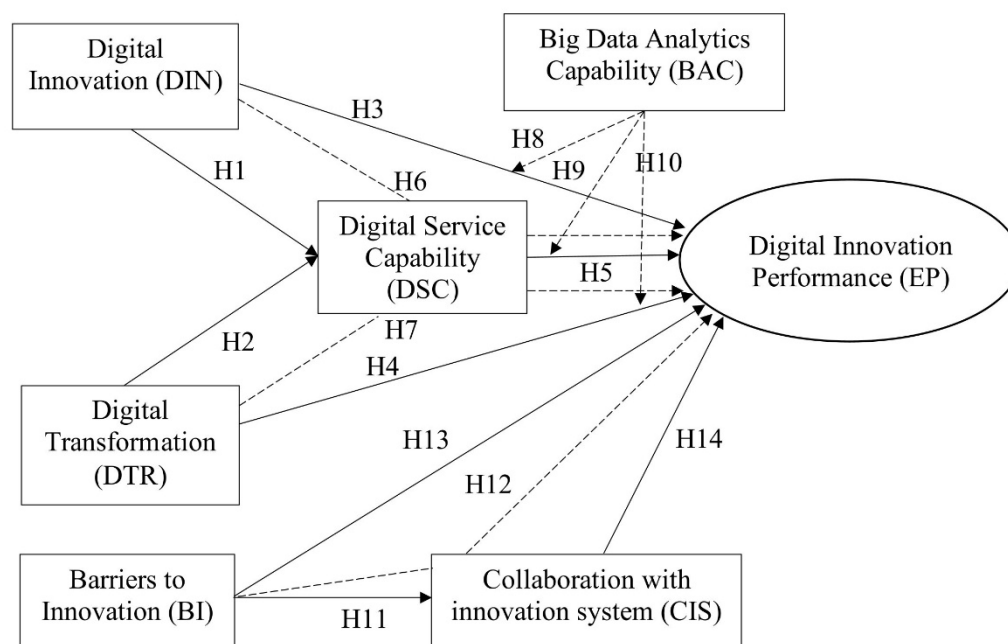 Digital
Innovation (DIN)
Big Data Analytics
Capability (BAC)
H3
H8
H1
H6
H9
H10
Digital Service
Capability
(DSC)
Digital Innovation
Performance (EP)
H5
H2
H7
H4
Digital
Transformation
(DTR)
H13
H14
H12
Barriers to
Innovation (BI)
Collaboration with
innovation system (CIS)
H11